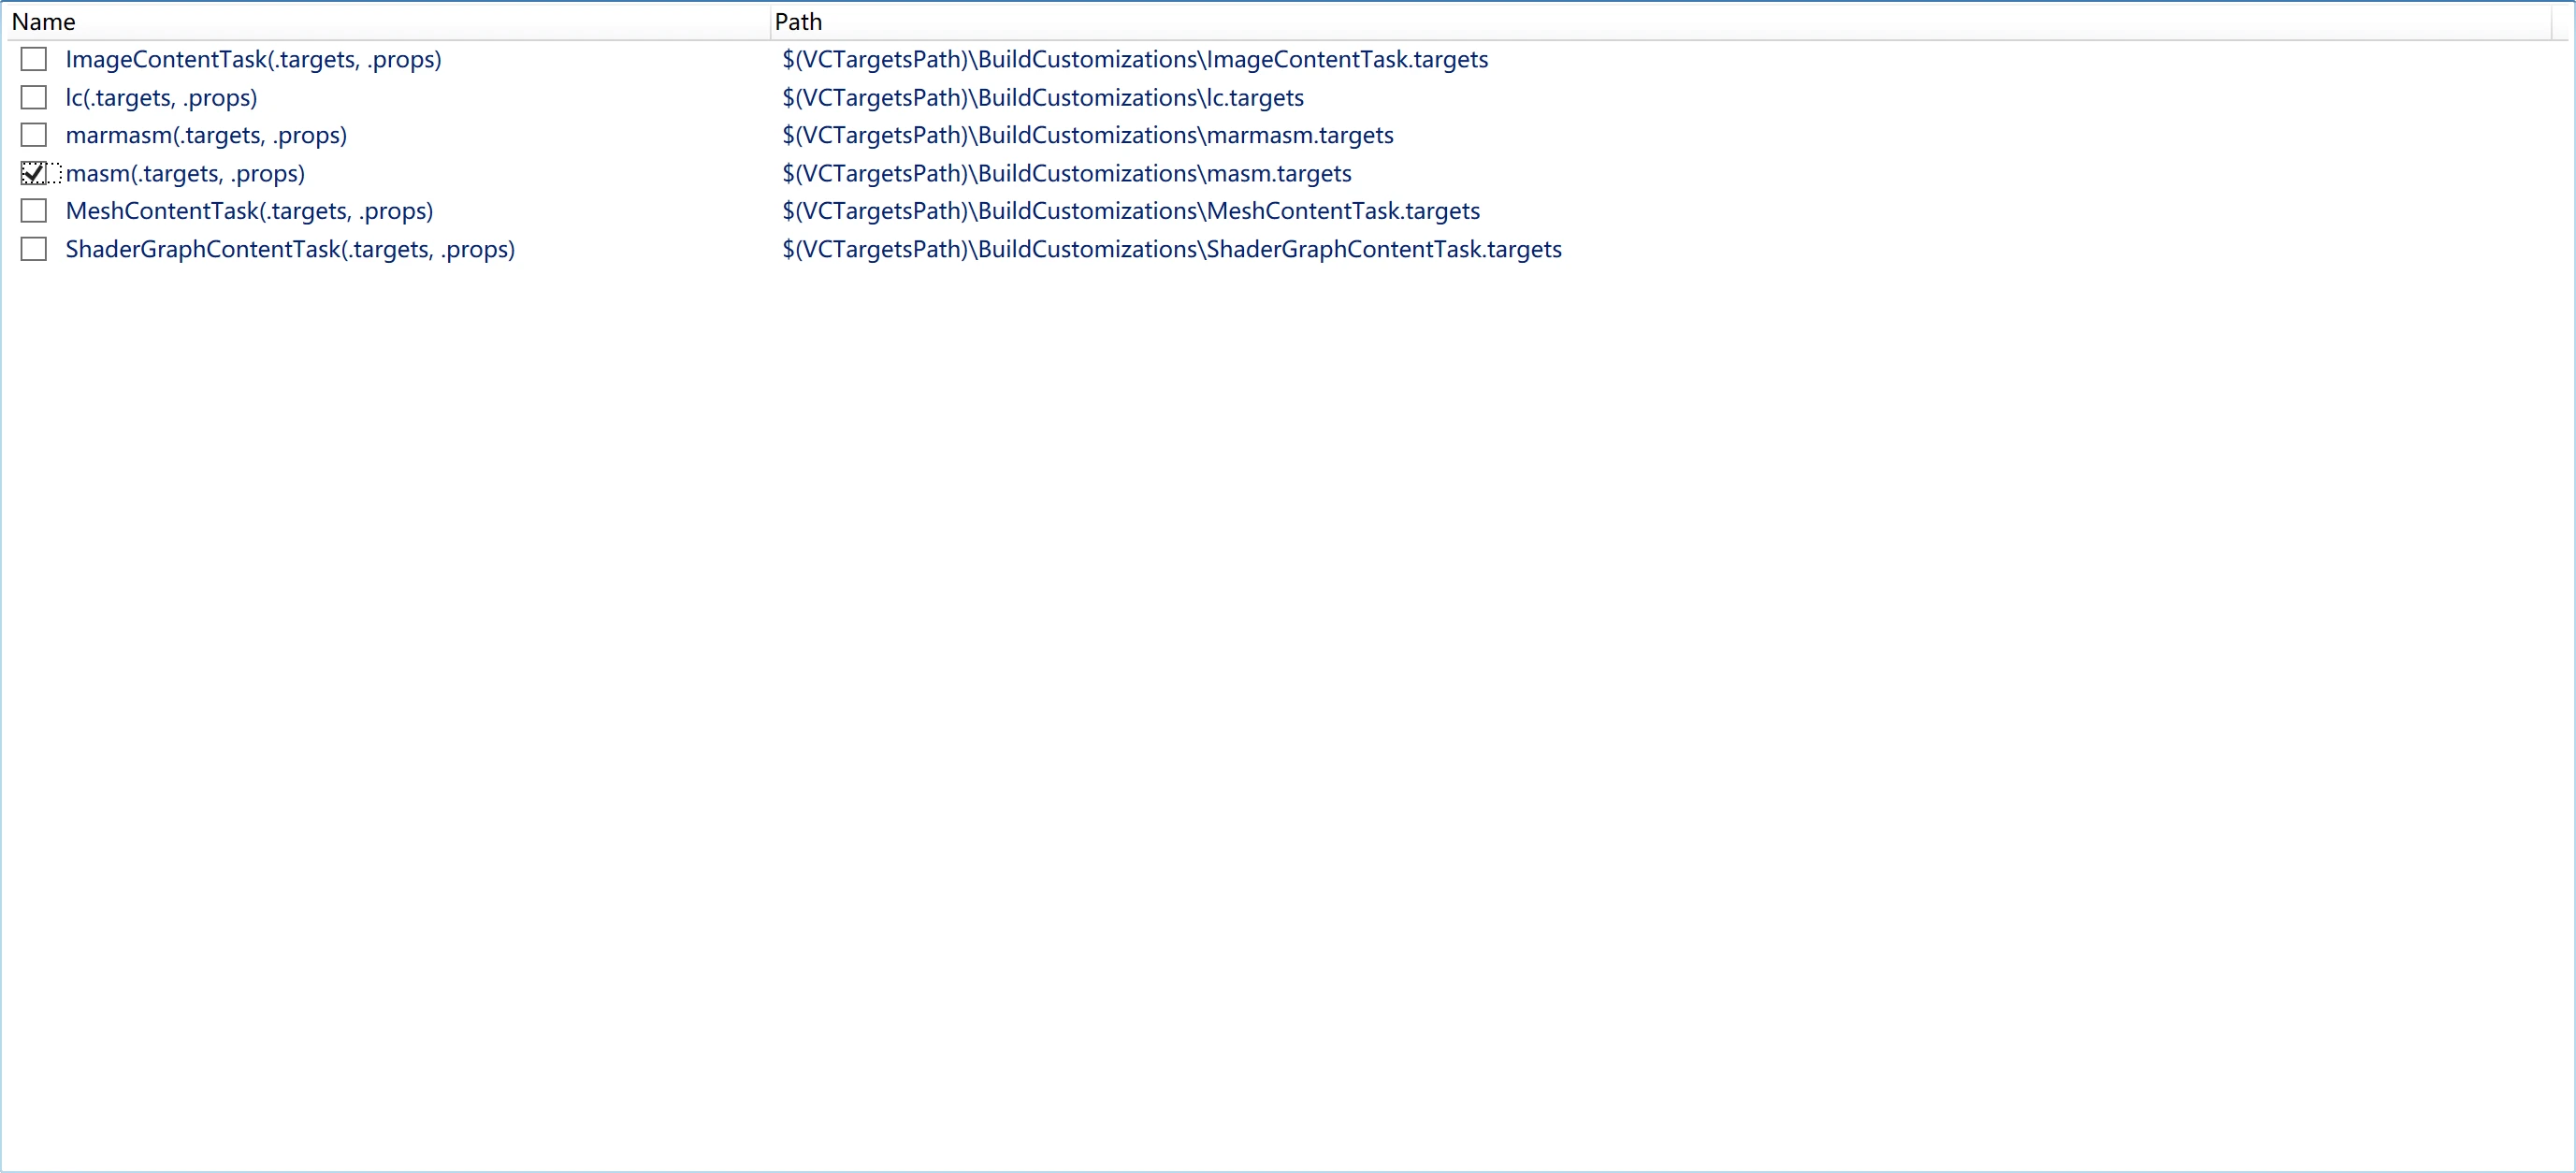 Name Path
ImageContentTask(.targets, .props) $(VCTargetsPath)\BuildCustomizations\ImageContentTask.targets
lc(.targets, .props) $(VCTargetsPath)\BuildCustomizations\lc.targets
marmasm(.targets, .props) $(VCTargetsPath)\BuildCustomizations\marmasm.targets
masm(.targets, .props) $(VCTargetsPath)\BuildCustomizations\masm.targets
MeshContentTask(.targets, .props) $(VCTargetsPath)\BuildCustomizations\MeshContentTask.targets
ShaderGraphContentTask(.targets, .props) $(VCTargetsPath)\BuildCustomizations\ShaderGraphContentTask.targets